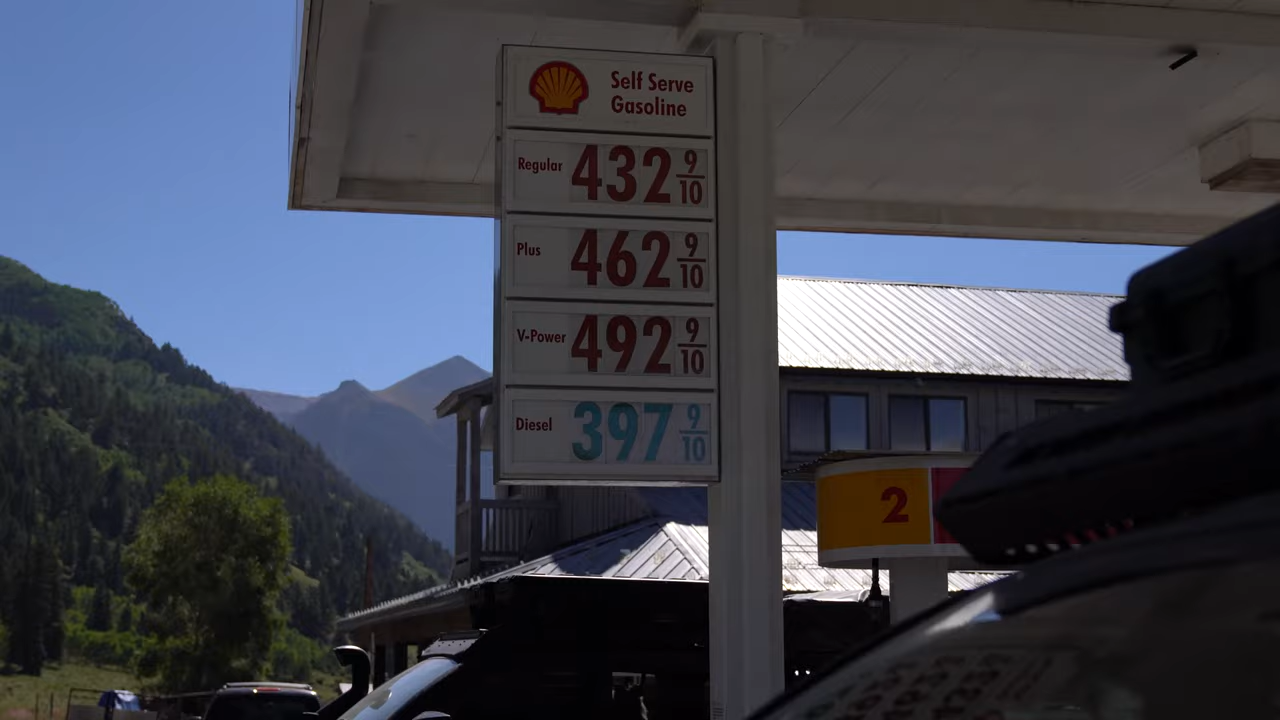 Self Serve
Gasoline
Regular 432 9/10
Plus 462 9/10
V-Power 492 9/10
Diesel 397 9/10
2